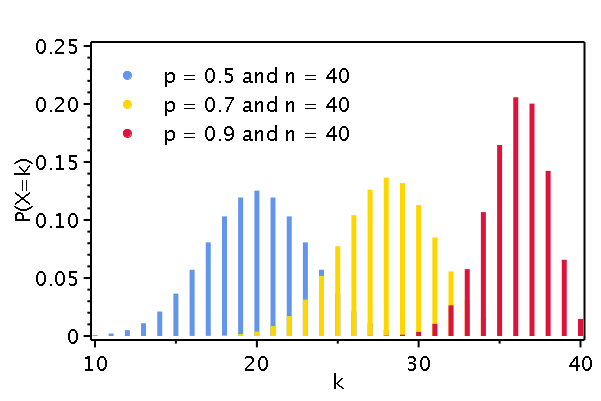 0.25
p = 0.5 and n = 40
0.20
p = 0.7 and n = 40
p = 0.9 and n = 40
0.15
P(X=k)
0.10
0.05
0
10 20 30 40
k